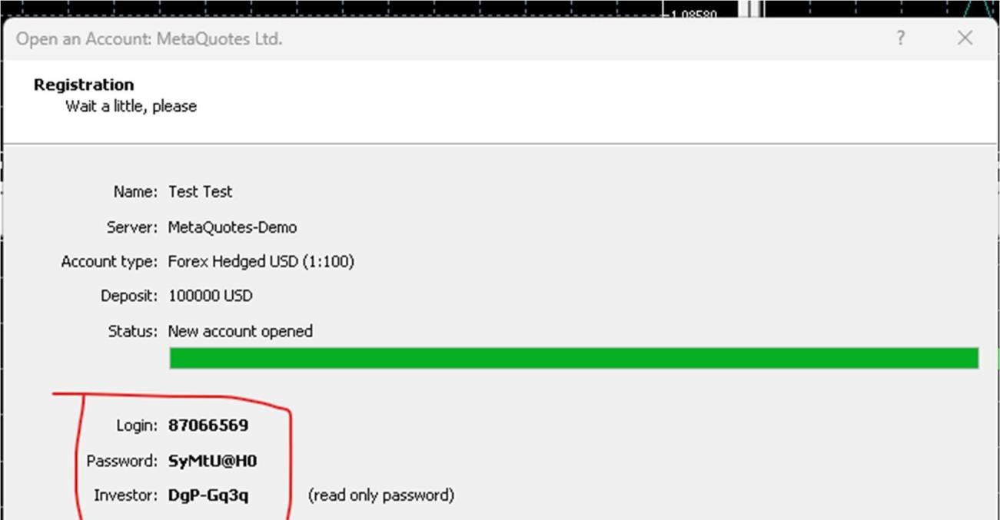 1.08580
Open an Account: MetaQuotes Ltd.
?
Registration
Wait a little, please
Name: Test Test
Server: MetaQuotes-Demo
Account type: Forex Hedged USD (1:100)
Deposit: 100000 USD
Status: New account opened
Login: 87066569
Password: SyMtU@H0
Investor: DgP-Gq3q (read only password)